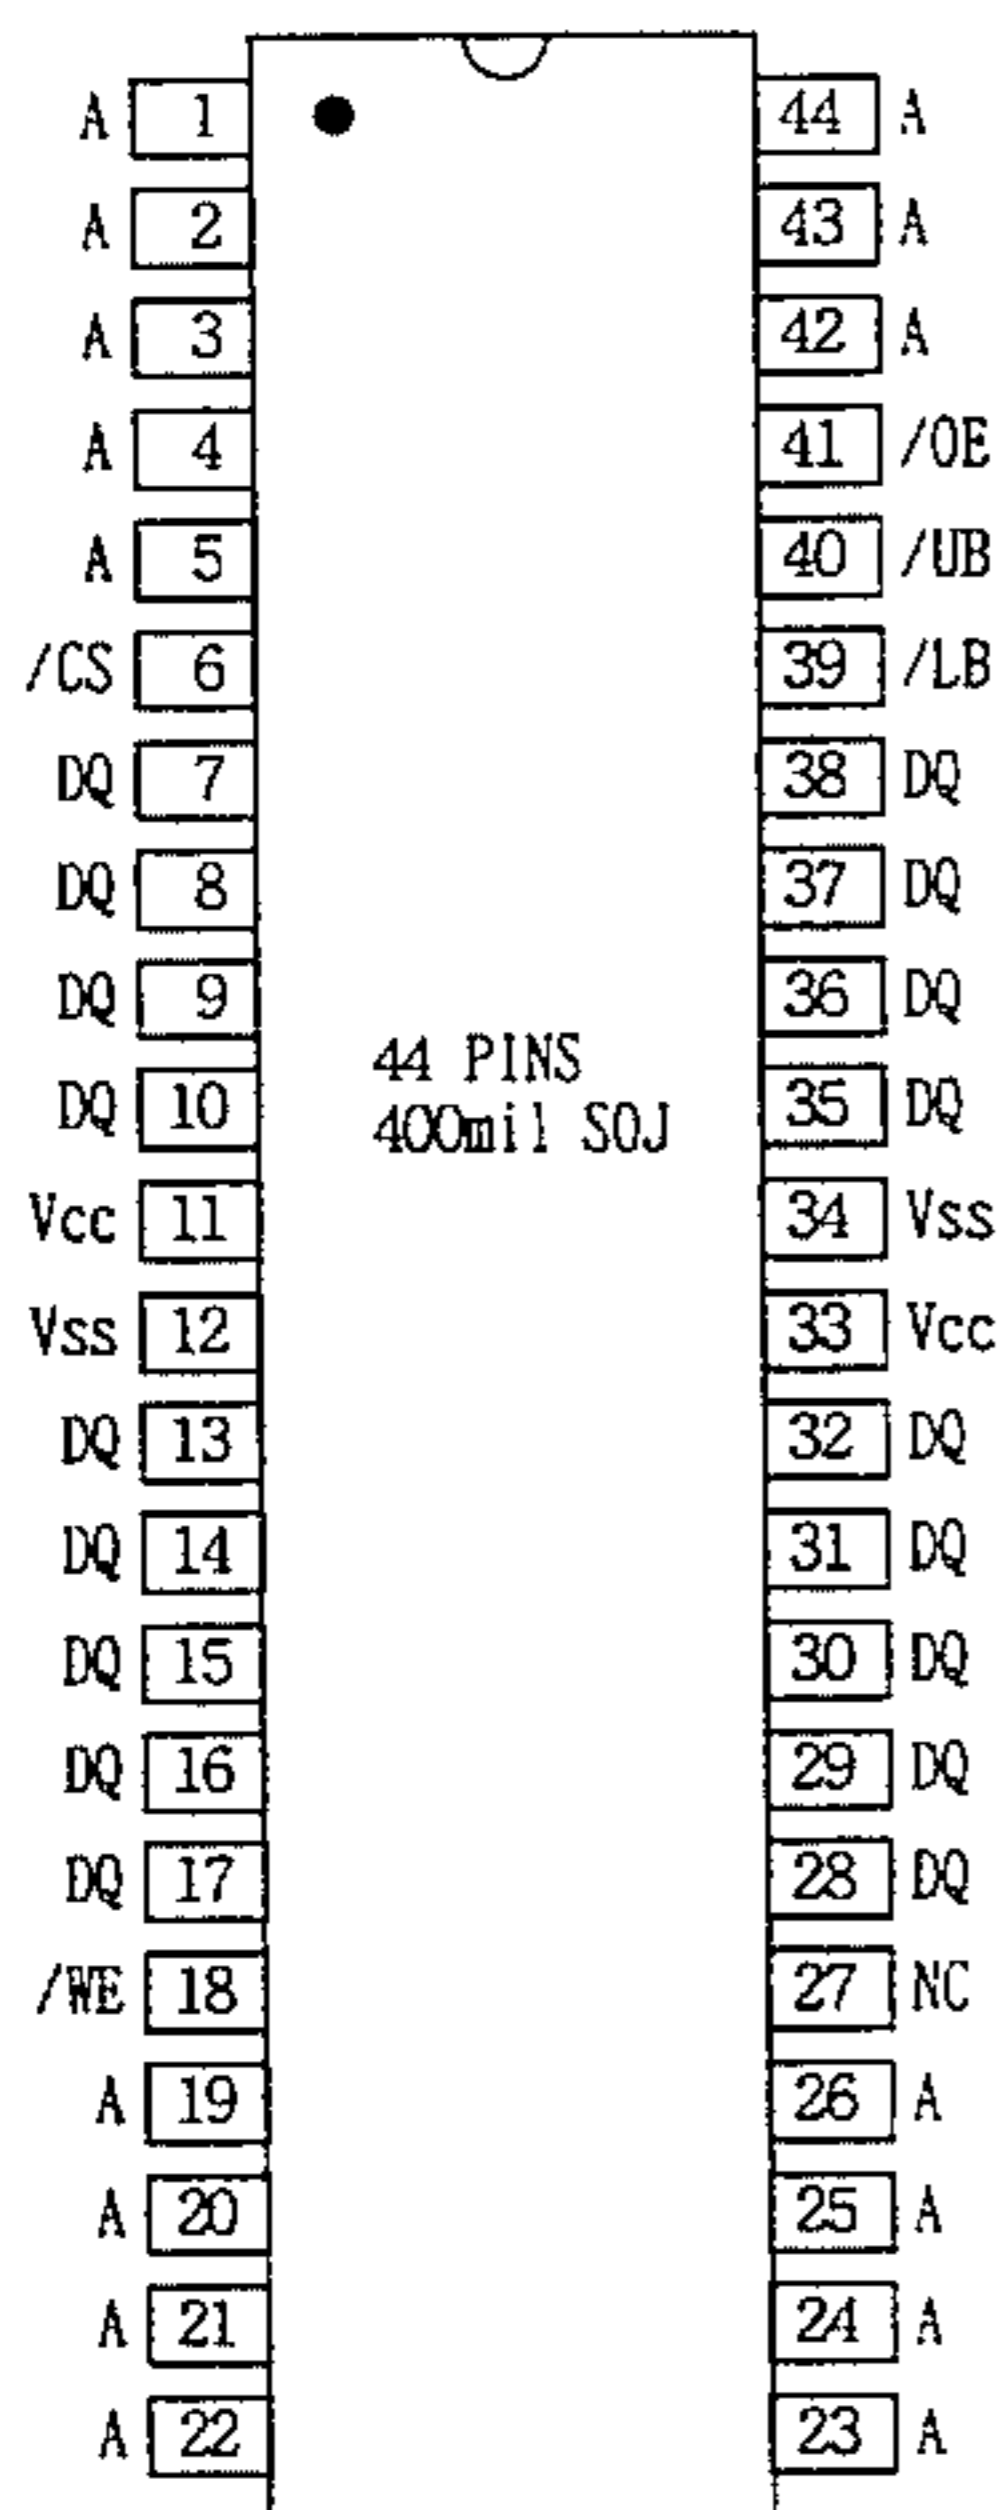 A 1 44 A
A 2 43 A
A 3 42 A
A 4 41 /OE
A 5 40 /UB
/CS 6 39 /LB
DQ 7 38 DQ
DQ 8 37 DQ
DQ 9 36 DQ
44 PINS
DQ 10 35 DQ
400mil SOJ
Vcc 11 34 Vss
Vss 12 33 Vcc
DQ 13 32 DQ
DQ 14 31 DQ
DQ 15 30 DQ
DQ 16 29 DQ
DQ 17 28 DQ
/WE 18 27 NC
A 19 26 A
A 20 25 A
A 21 24 A
A 22 23 A